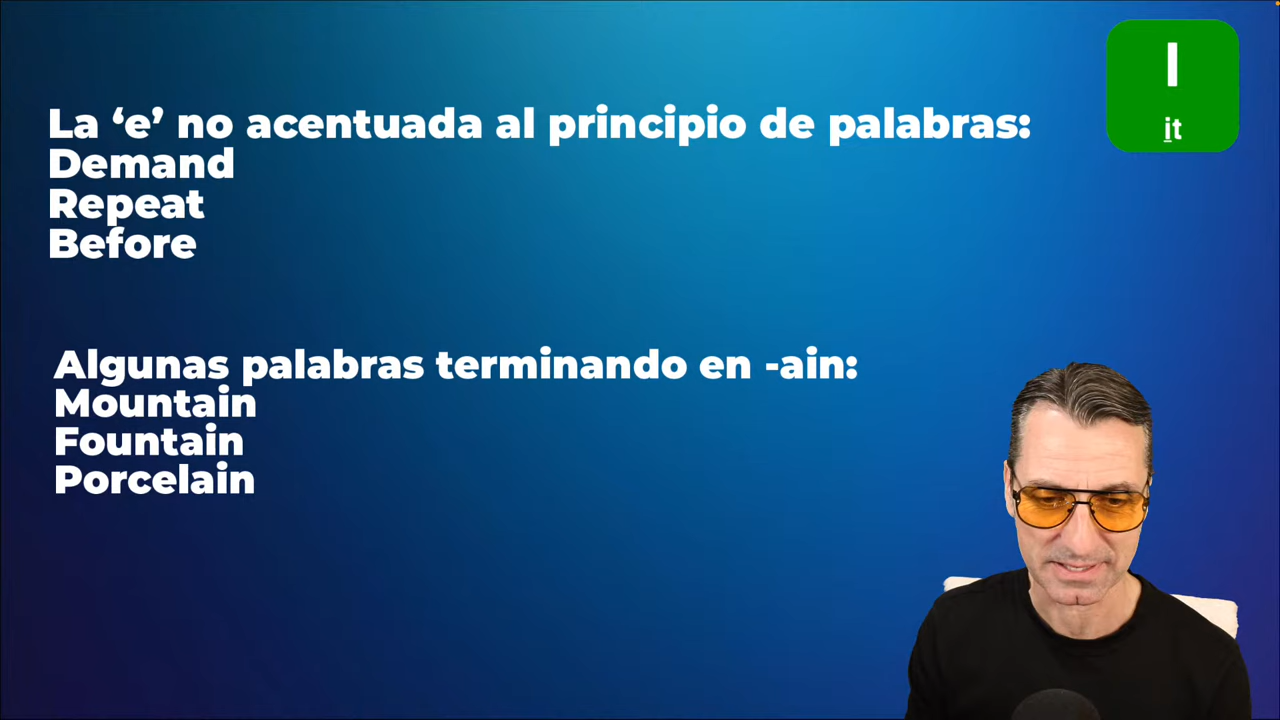 I
it
La ‘e’ no acentuada al principio de palabras:
Demand
Repeat
Before
Algunas palabras terminando en -ain:
Mountain
Fountain
Porcelain